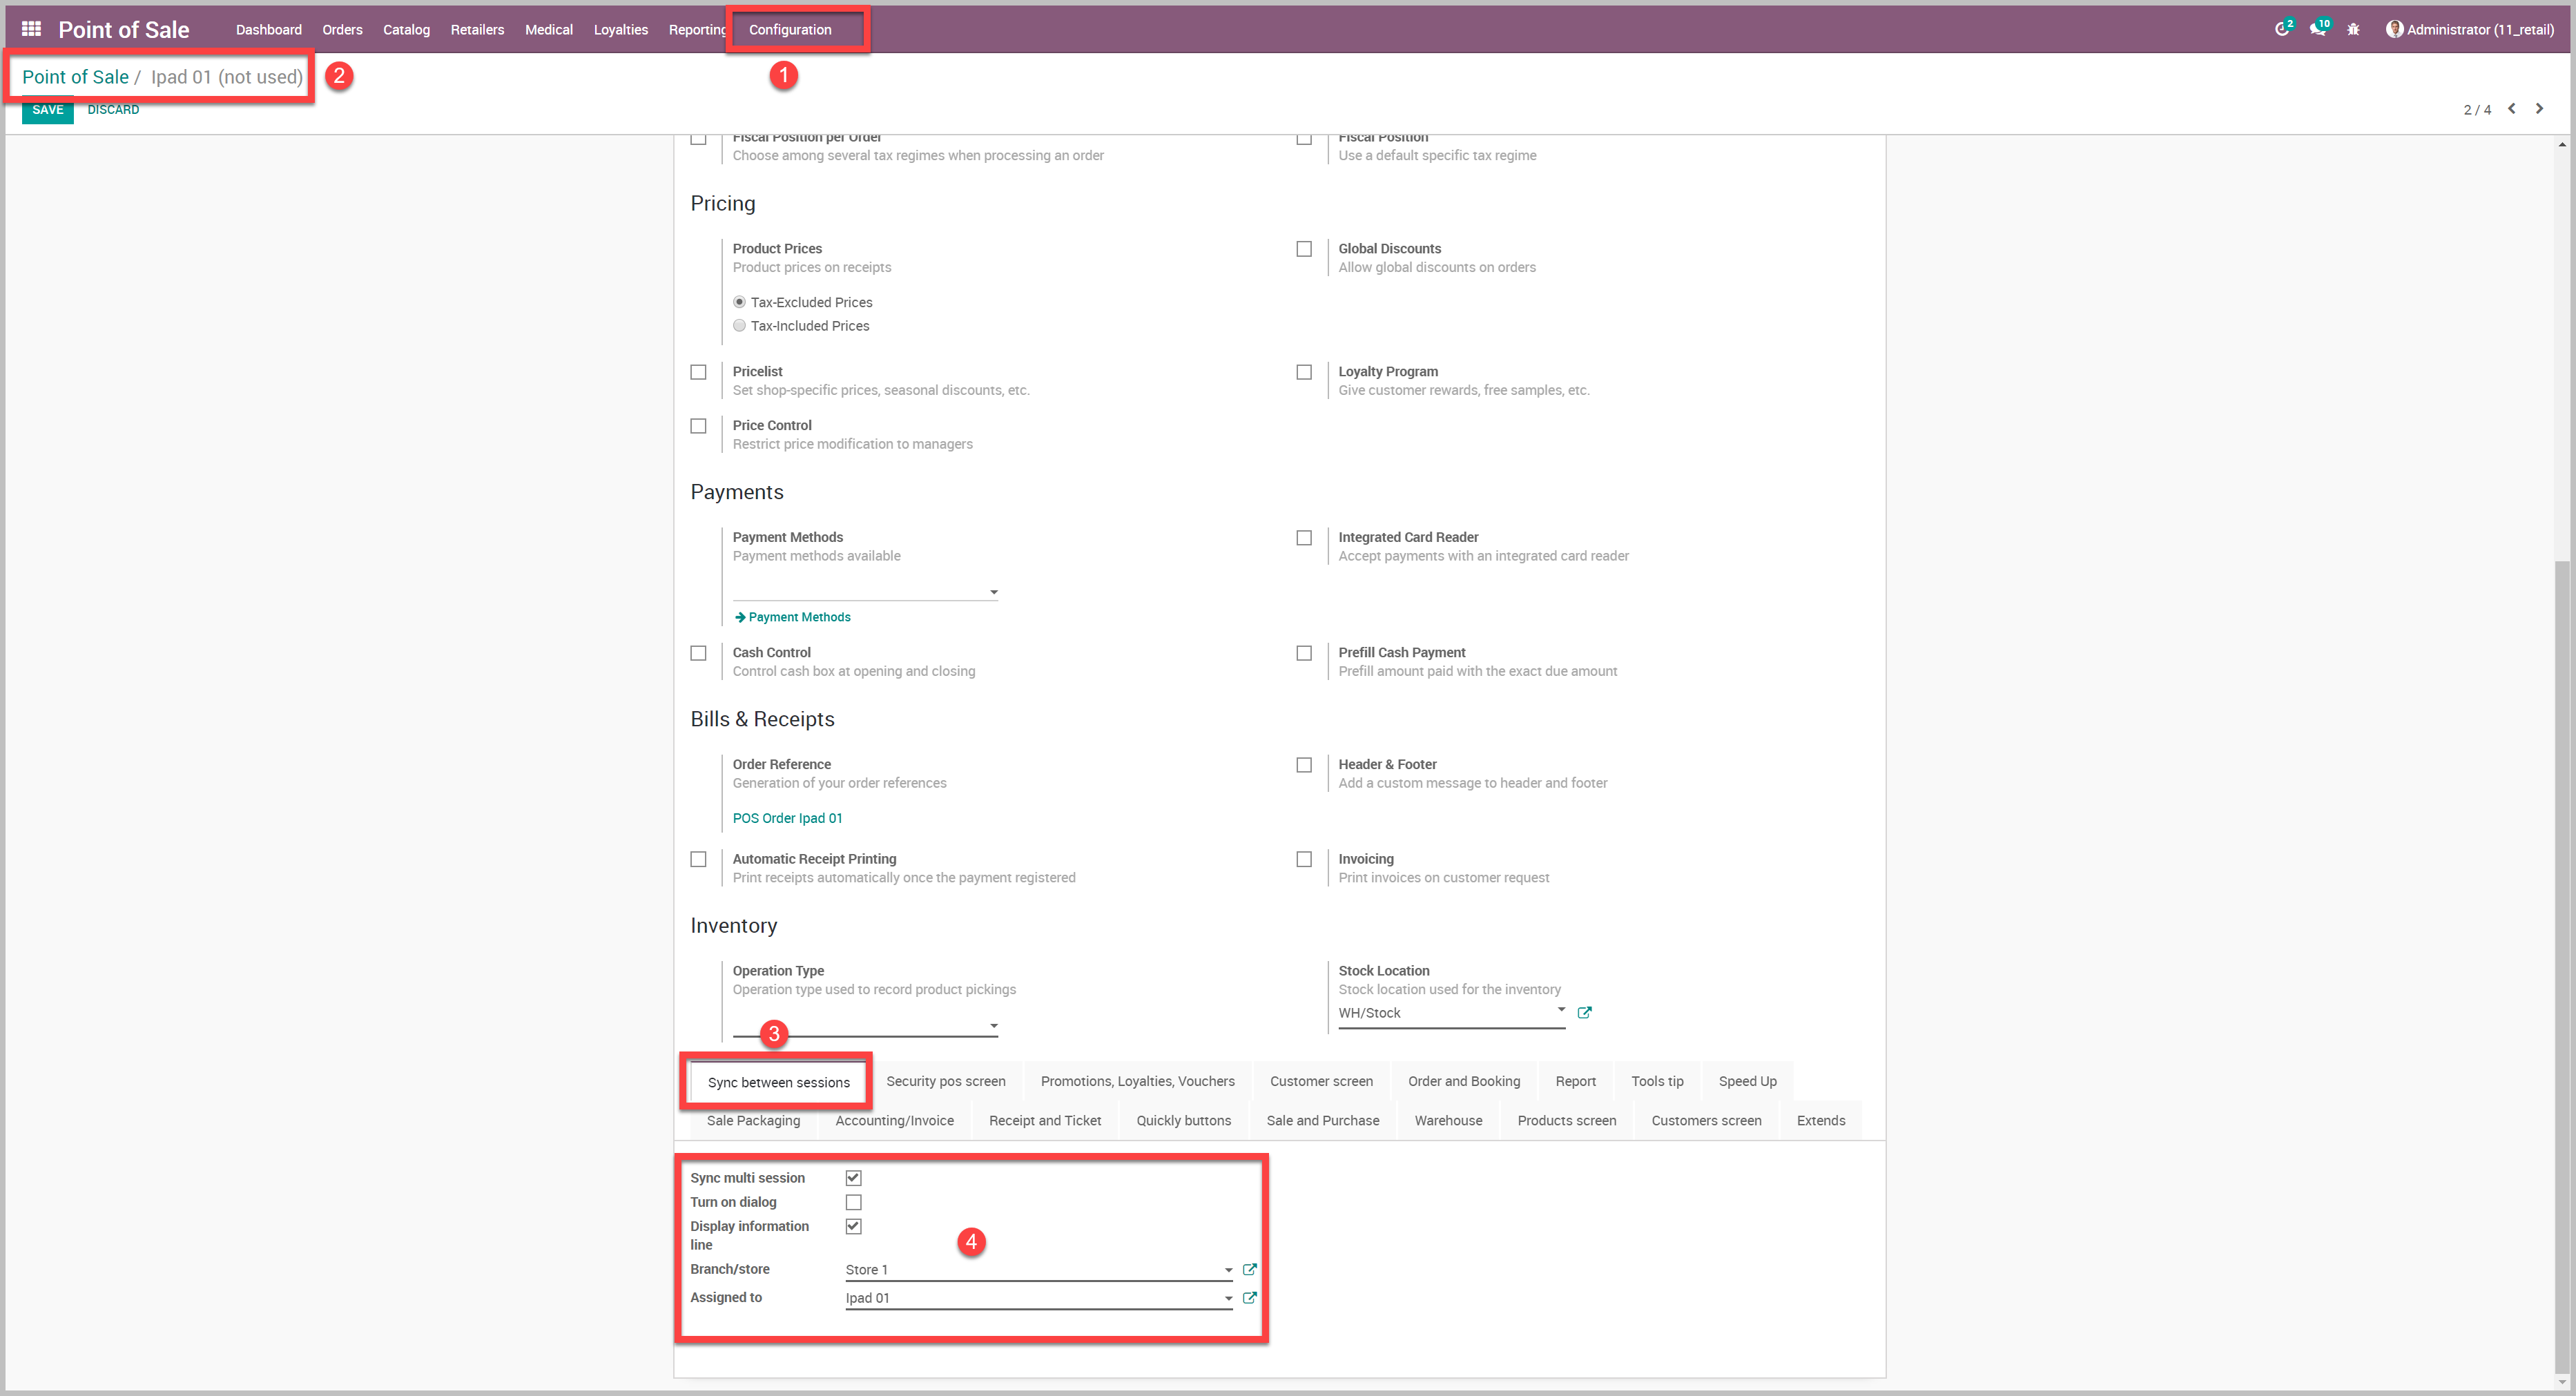 Point of Sale Dashboard Orders Catalog Retailers Medical Loyalties Reporting Configuration 2 10 Administrator (11_retail)
Point of Sale / Ipad 01 (not used) 2 1
SAVE DISCARD 2 / 4
Fiscal Position per Order Fiscal Position
Choose among several tax regimes when processing an order Use a default specific tax regime
Pricing
Product Prices Global Discounts
Product prices on receipts Allow global discounts on orders
Tax-Excluded Prices
Tax-Included Prices
Pricelist Loyalty Program
Set shop-specific prices, seasonal discounts, etc. Give customer rewards, free samples, etc.
Price Control
Restrict price modification to managers
Payments
Payment Methods Integrated Card Reader
Payment methods available Accept payments with an integrated card reader
Payment Methods
Cash Control Prefill Cash Payment
Control cash box at opening and closing Prefill amount paid with the exact due amount
Bills & Receipts
Order Reference Header & Footer
Generation of your order references Add a custom message to header and footer
POS Order Ipad 01
Automatic Receipt Printing Invoicing
Print receipts automatically once the payment registered Print invoices on customer request
Inventory
Operation Type Stock Location
Operation type used to record product pickings Stock location used for the inventory
WH/Stock
3
Sync between sessions Security pos screen Promotions, Loyalties, Vouchers Customer screen Order and Booking Report Tools tip Speed Up
Sale Packaging Accounting/Invoice Receipt and Ticket Quickly buttons Sale and Purchase Warehouse Products screen Customers screen Extends
Sync multi session
Turn on dialog
Display information
line
4
Branch/store Store 1
Assigned to Ipad 01